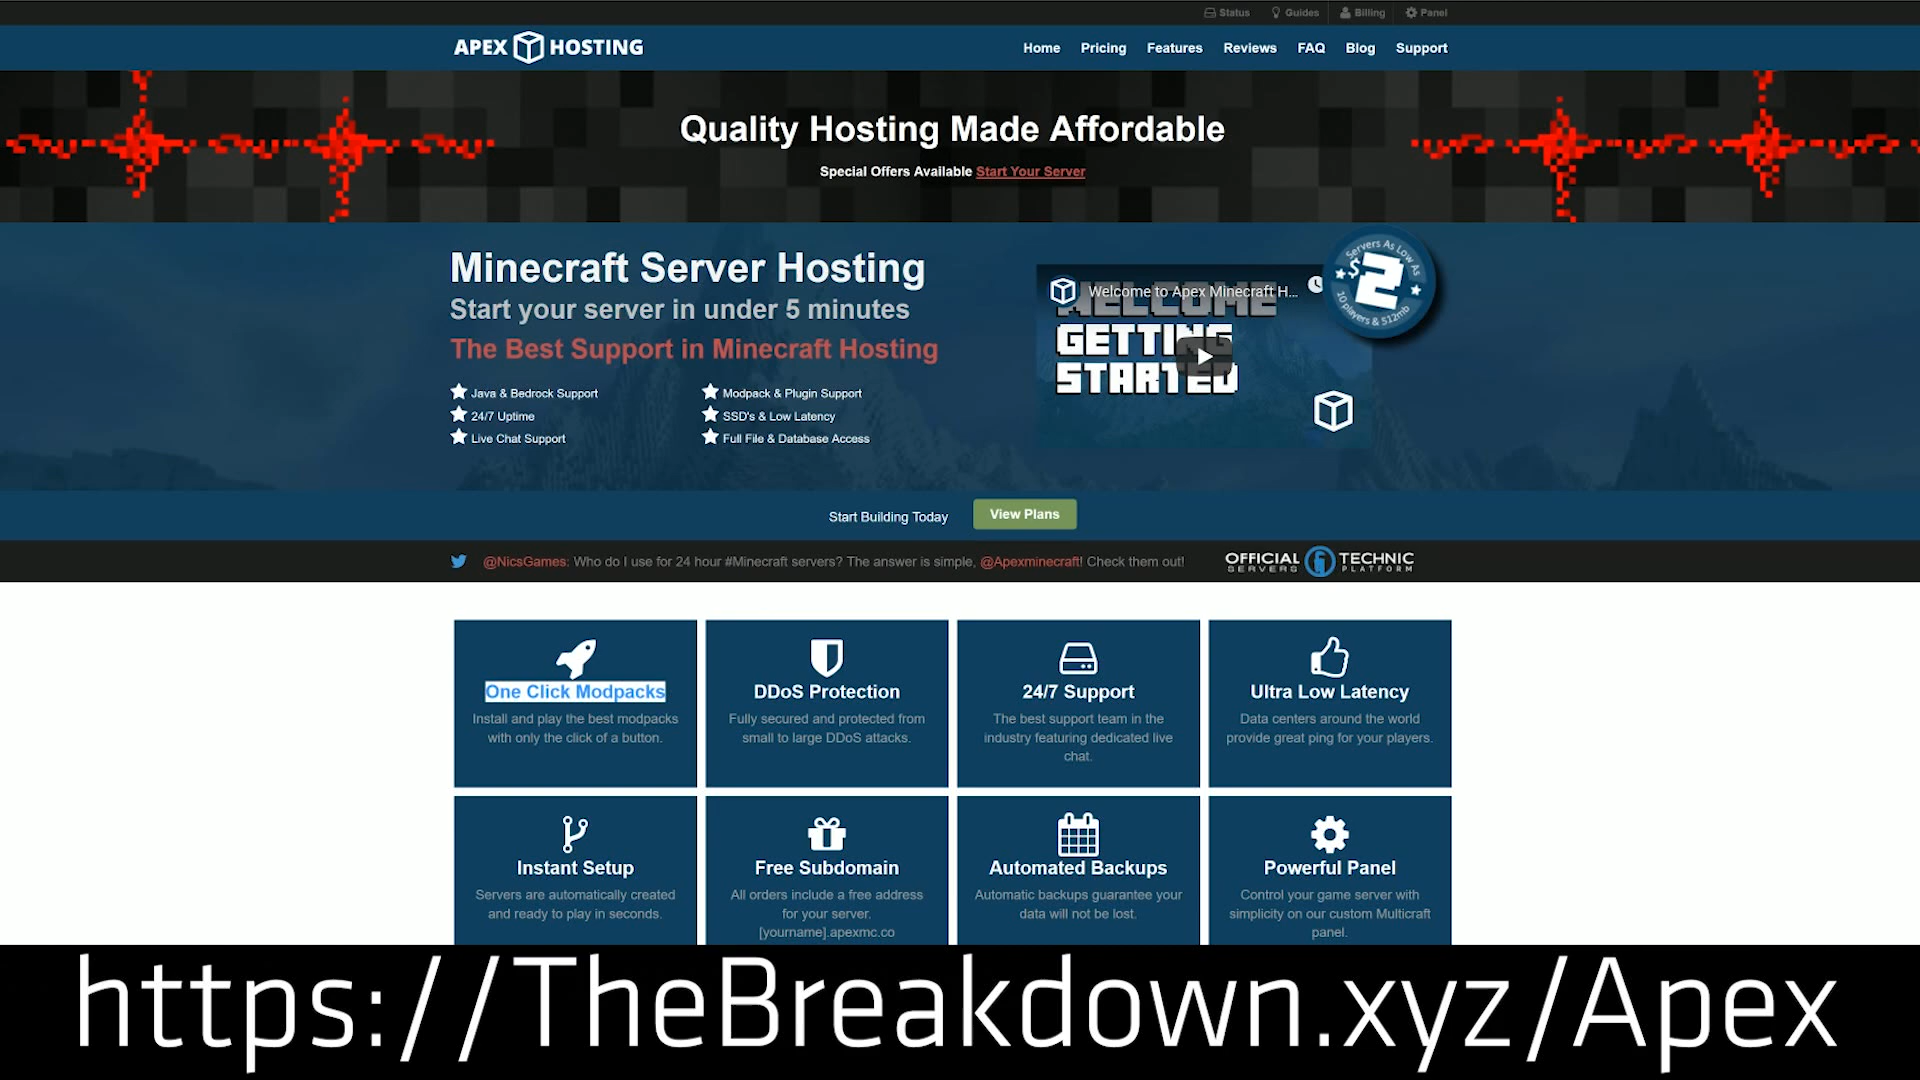 Status Guides Billing Panel
APEX HOSTING
Home Pricing Features Reviews FAQ Blog Support
Quality Hosting Made Affordable
Special Offers Available Start Your Server
Minecraft Server Hosting
Start your server in under 5 minutes
The Best Support in Minecraft Hosting
Java & Bedrock Support
Modpack & Plugin Support
24/7 Uptime
SSD's & Low Latency
Live Chat Support
Full File & Database Access
Welcome to Apex Minecraft H...
WELCOME
GETTING
STARTED
Servers As Low As
$2
10 players & 512mb
Start Building Today
View Plans
@NicsGames: Who do I use for 24 hour #Minecraft servers? The answer is simple, @Apexminecraft! Check them out!
OFFICIAL TECHNIC
SERVERS PLATFORM
One Click Modpacks
Install and play the best modpacks
with only the click of a button.
DDoS Protection
Fully secured and protected from
small to large DDoS attacks.
24/7 Support
The best support team in the
industry featuring dedicated live
chat.
Ultra Low Latency
Data centers around the world
provide great ping for your players.
Instant Setup
Servers are automatically created
and ready to play in seconds.
Free Subdomain
All orders include a free address
for your server.
[yourname].apexmc.co
Automated Backups
Automatic backups guarantee your
data will not be lost.
Powerful Panel
Control your game server with
simplicity on our custom Multicraft
panel.
https://TheBreakdown.xyz/Apex